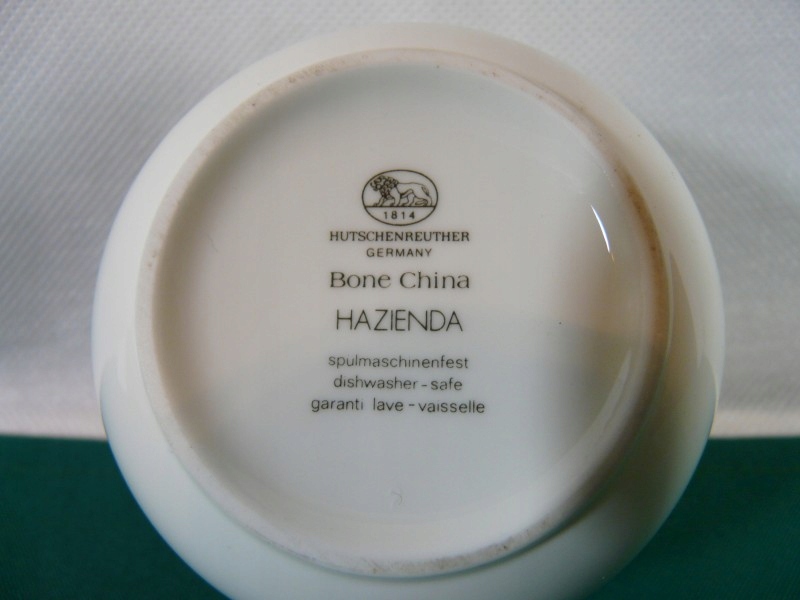 1814
HUTSCHENREUTHER
GERMANY
Bone China
HAZIENDA
spulmaschinenfest
dishwasher-safe
garanti lave-vaisselle